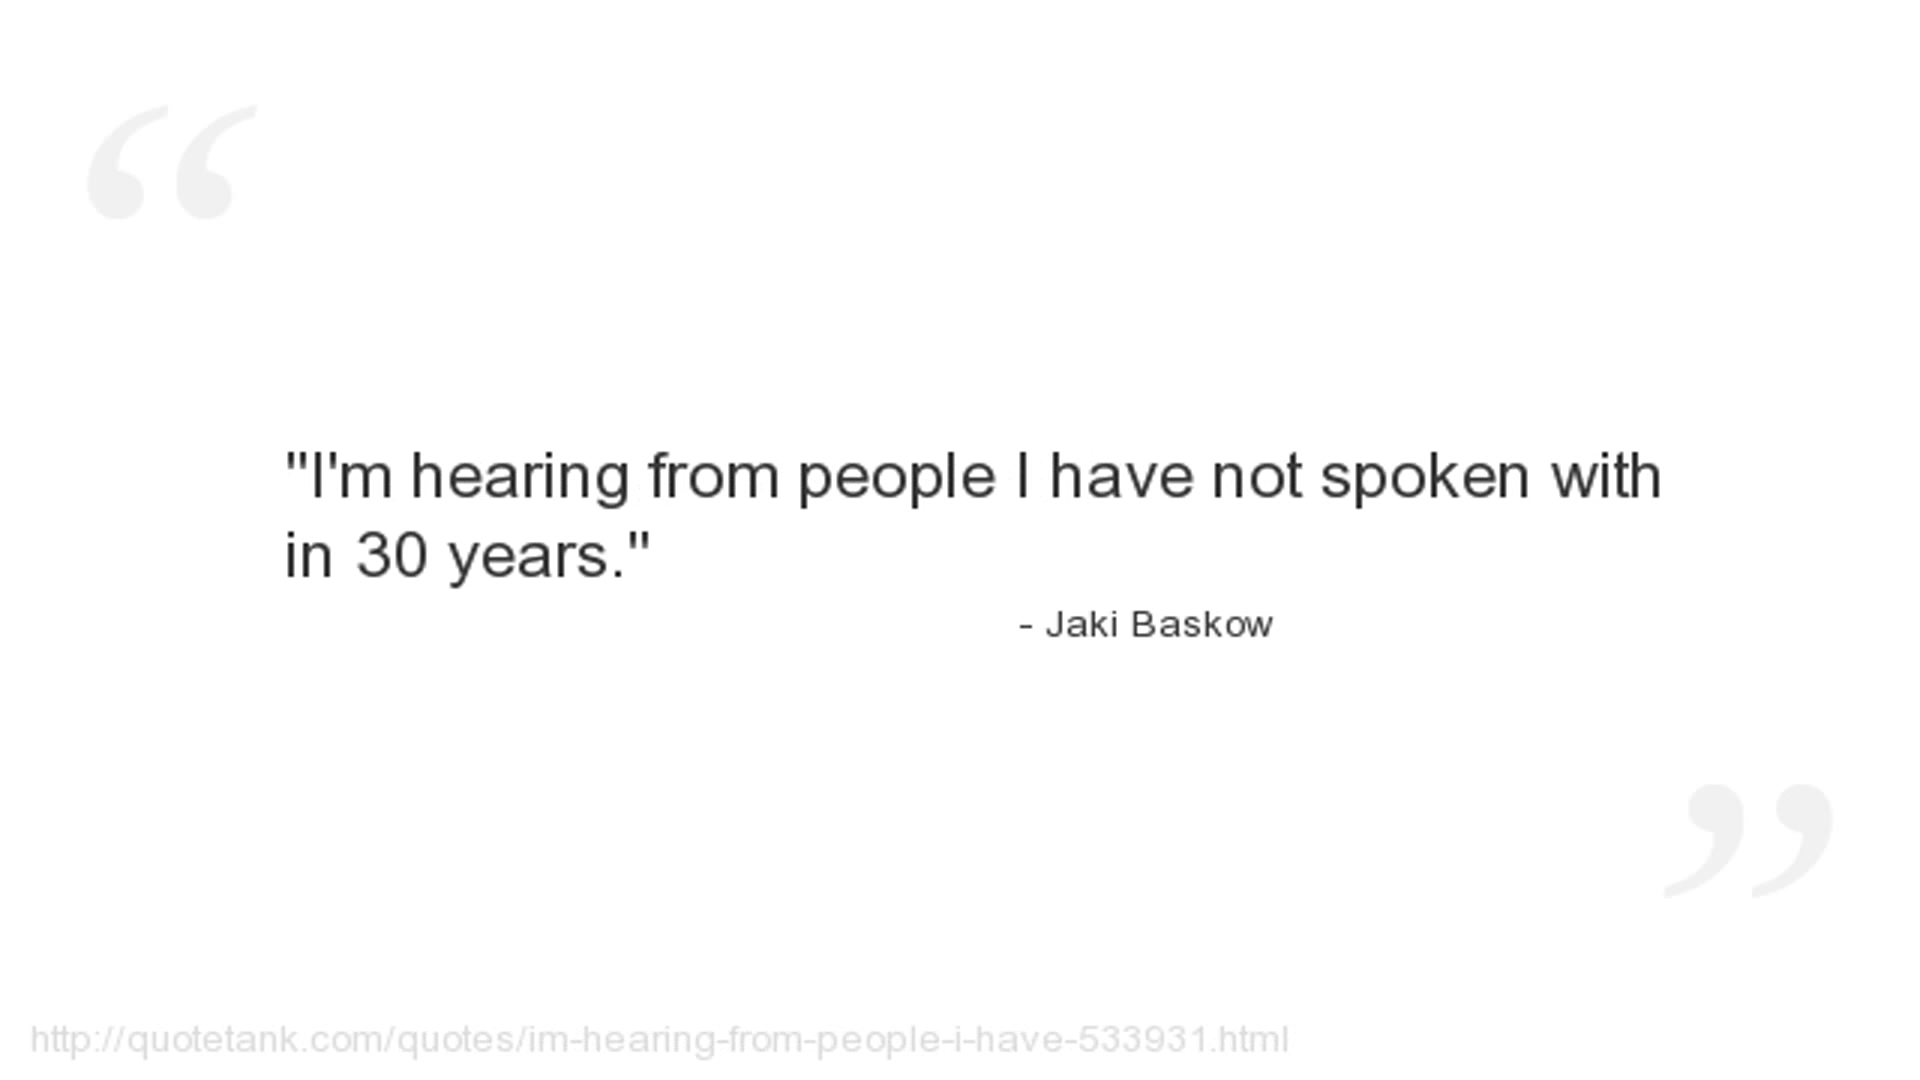 "I'm hearing from people I have not spoken with
in 30 years."
- Jaki Baskow
http://quotetank.com/quotes/im-hearing-from-people-i-have-533931.html